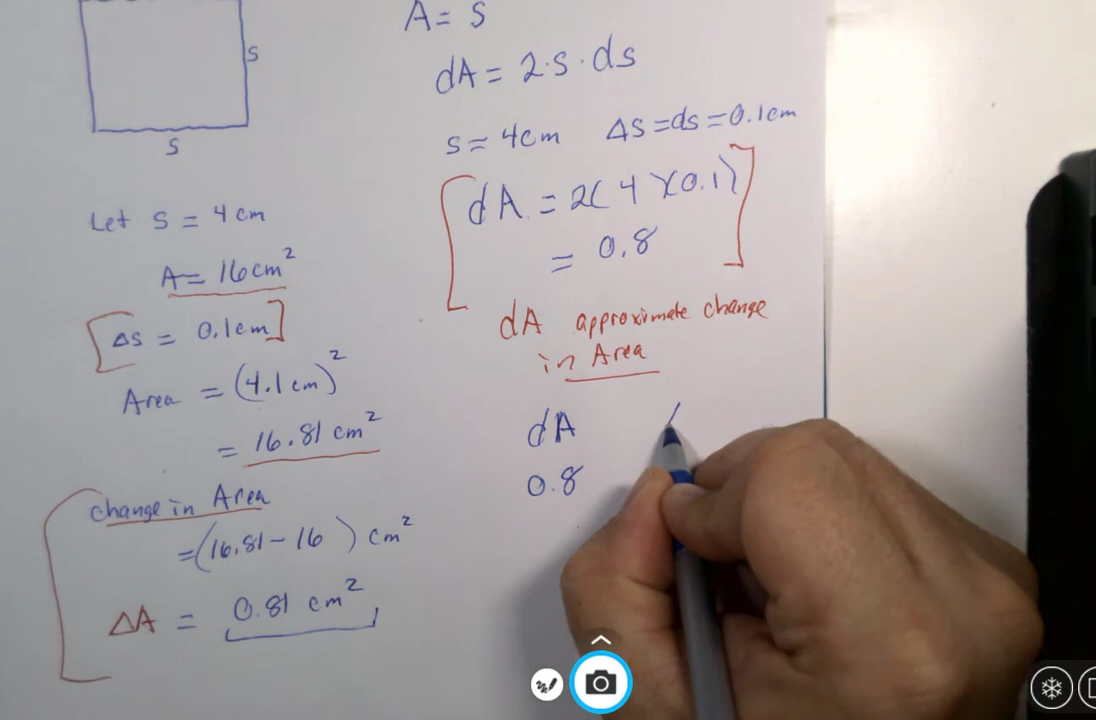 s
s
Let s = 4 cm
A = 16 cm²
[Δs = 0.1 cm]
Area = (4.1 cm)²
= 16.81 cm²
change in Area
=(16.81 - 16 ) cm²
ΔA = 0.81 cm²
A = s
dA = 2·s·ds
s = 4cm Δs =ds = 0.1cm
[dA = 2( 4 )(0.1)
= 0.8]
dA approximate change
in Area
dA
0.8